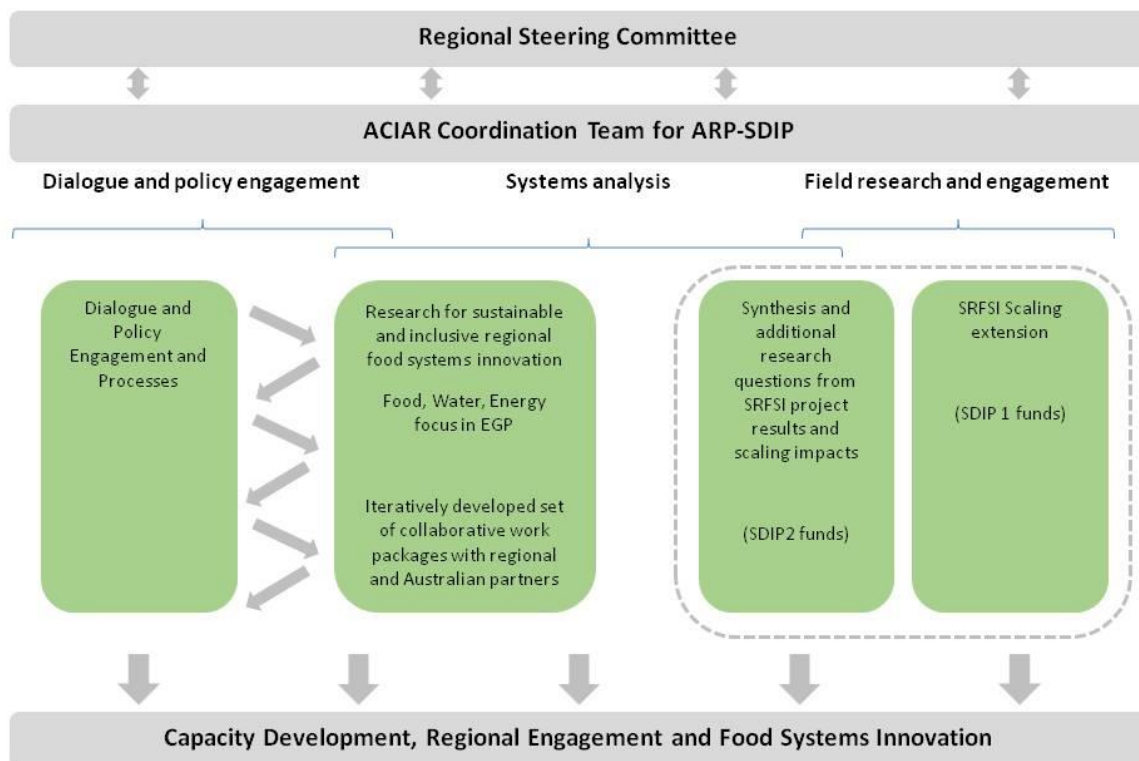 Regional Steering Committee
ACIAR Coordination Team for ARP-SDIP
Dialogue and policy engagement
Systems analysis
Field research and engagement
Dialogue and
Policy
Engagement and
Processes
Research for sustainable
and inclusive regional
food systems innovation
Food, Water, Energy
focus in EGP
Iteratively developed set
of collaborative work
packages with regional
and Australian partners
Synthesis and
additional
research
questions from
SRFSI project
results and
scaling impacts
(SDIP2 funds)
SRFSI Scaling
extension
(SDIP 1 funds)
Capacity Development, Regional Engagement and Food Systems Innovation